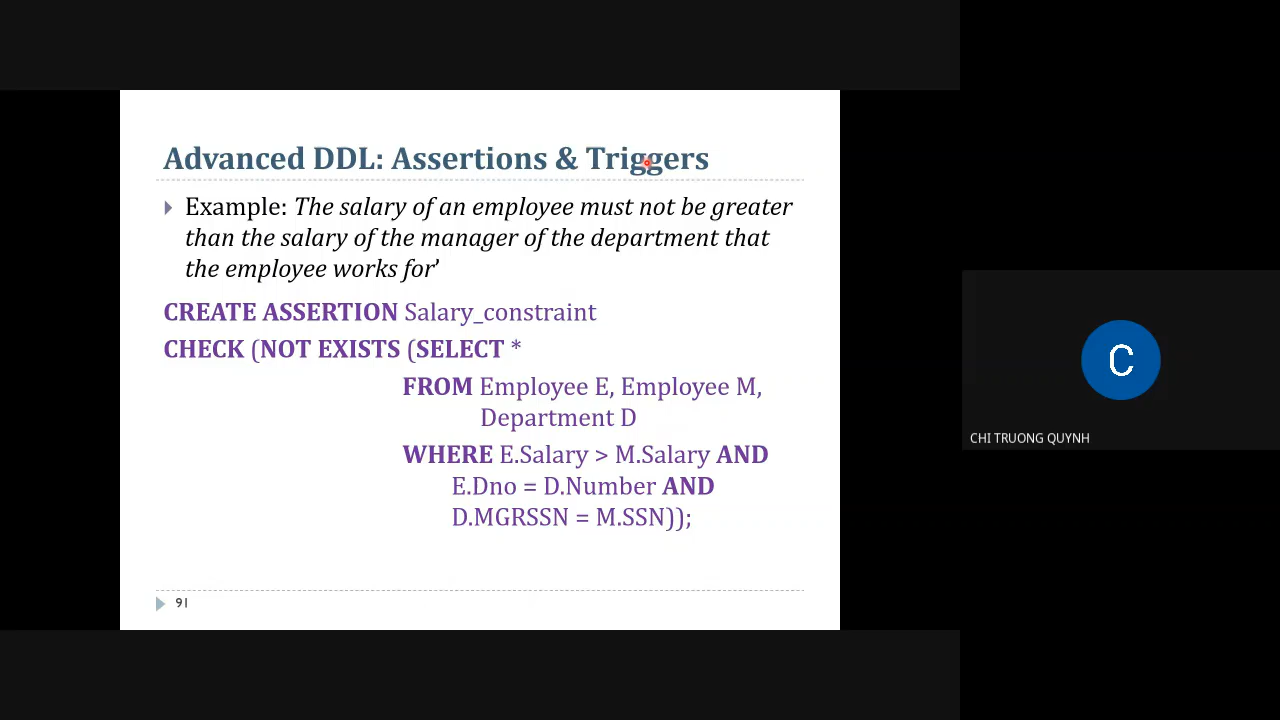 Advanced DDL: Assertions & Triggers
Example: The salary of an employee must not be greater
than the salary of the manager of the department that
the employee works for’
CREATE ASSERTION Salary_constraint
CHECK (NOT EXISTS (SELECT *
FROM Employee E, Employee M,
Department D
WHERE E.Salary > M.Salary AND
E.Dno = D.Number AND
D.MGRSSN = M.SSN));
91
C
CHI TRUONG QUYNH